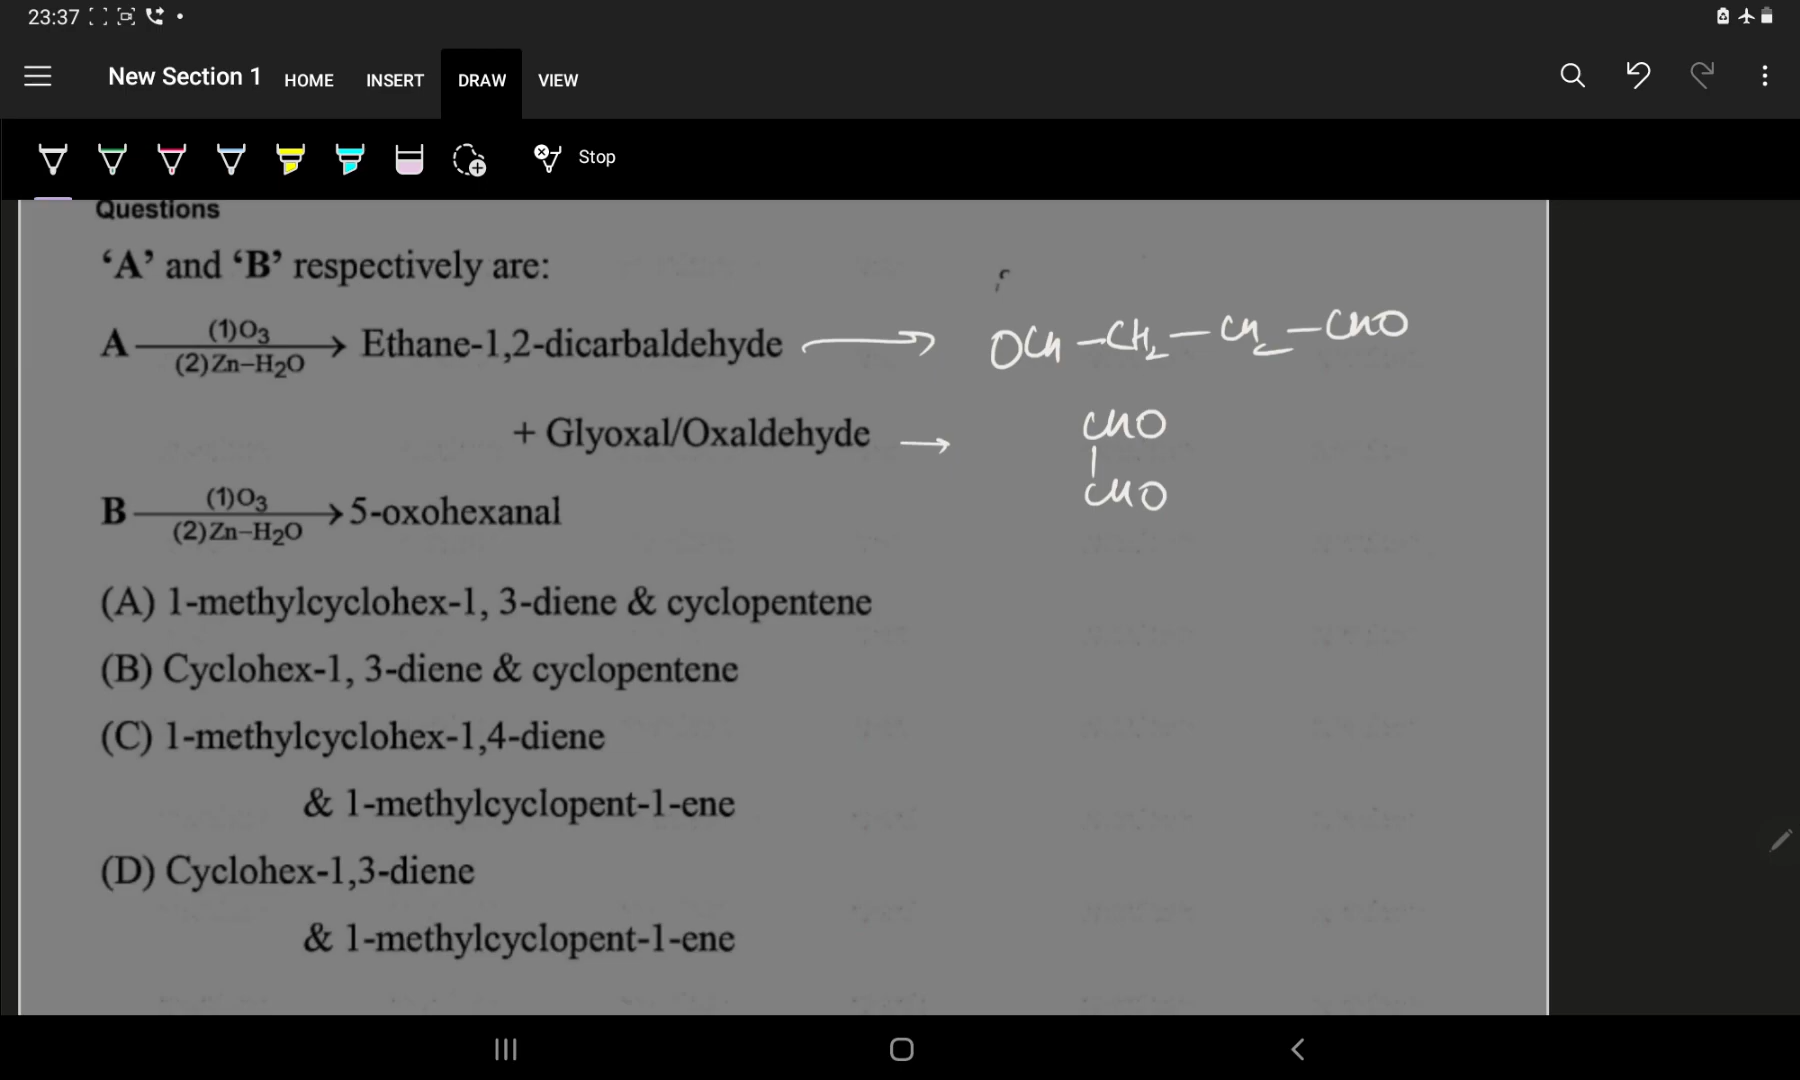 23:37
New Section 1 HOME INSERT DRAW VIEW
Stop
Questions
‘A’ and ‘B’ respectively are:
A (1)O₃ (2)Zn–H₂O → Ethane-1,2-dicarbaldehyde → OCH –CH₂ – CH₂ –CHO
+ Glyoxal/Oxaldehyde → CHO
|
CHO
B (1)O₃ (2)Zn–H₂O → 5-oxohexanal
(A) 1-methylcyclohex-1, 3-diene & cyclopentene
(B) Cyclohex-1, 3-diene & cyclopentene
(C) 1-methylcyclohex-1,4-diene
& 1-methylcyclopent-1-ene
(D) Cyclohex-1,3-diene
& 1-methylcyclopent-1-ene